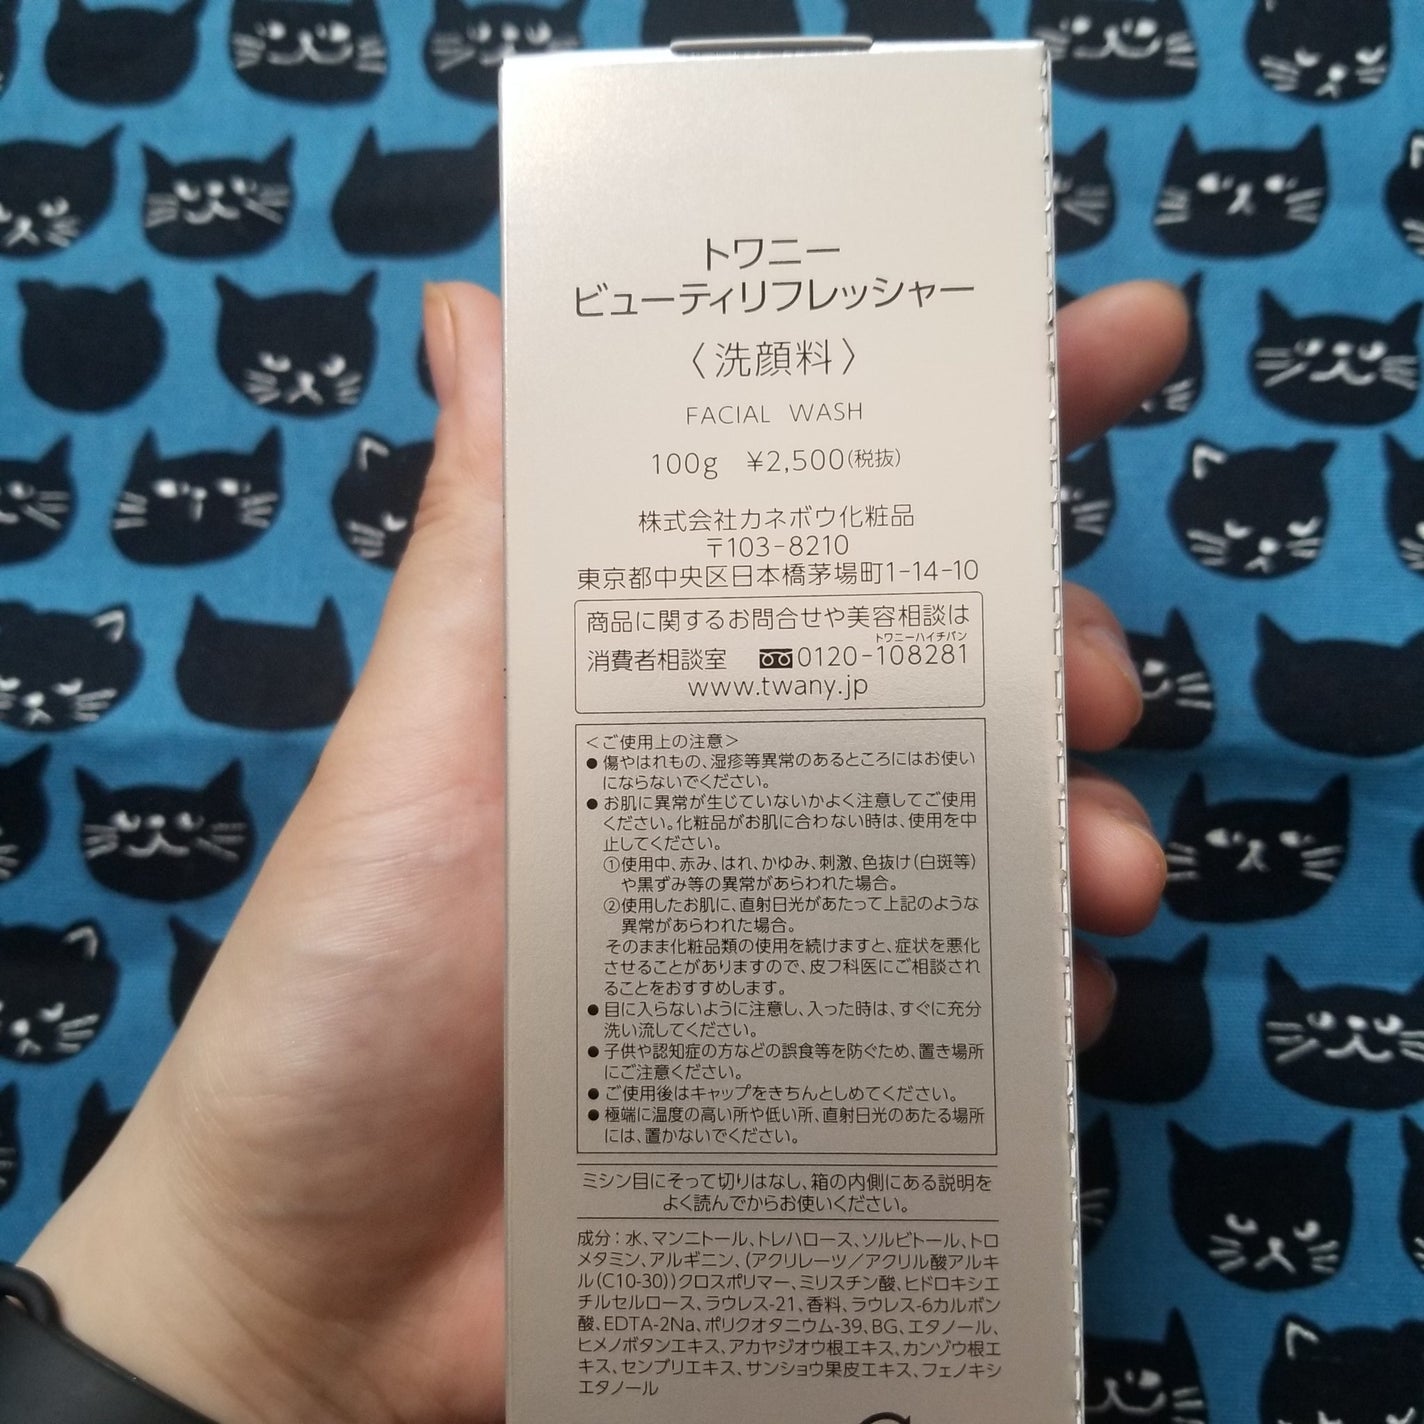 トワニー
ビューティリフレッシャー
〈洗顔料〉
FACIAL WASH
100g ¥2,500(税抜)
株式会社カネボウ化粧品
〒103-8210
東京都中央区日本橋茅場町1-14-10
商品に関するお問合せや美容相談は
トワニーハイチバン
消費者相談室 0120-108281
www.twany.jp
＜ご使用上の注意＞
●傷やはれもの、湿疹等異常のあるところにはお使い
にならないでください。
●お肌に異常が生じていないかよく注意してご使用
ください。化粧品がお肌に合わない時は、使用を中
止してください。
①使用中、赤み、はれ、かゆみ、刺激、色抜け(白斑等)
や黒ずみ等の異常があらわれた場合。
②使用したお肌に、直射日光があたって上記のような
異常があらわれた場合。
そのまま化粧品類の使用を続けますと、症状を悪化
させることがありますので、皮フ科医にご相談され
ることをおすすめします。
●目に入らないように注意し、入った時は、すぐに充分
洗い流してください。
●子供や認知症の方などの誤食等を防ぐため、置き場所
にご注意ください。
●ご使用後はキャップをきちんとしめてください。
●極端に温度の高い所や低い所、直射日光のあたる場所
には、置かないでください。
ミシン目にそって切りはなし、箱の内側にある説明を
よく読んでからお使いください。
成分：水、マンニトール、トレハロース、ソルビトール、トロ
メタミン、アルギニン、(アクリレーツ／アクリル酸アルキ
ル(C10-30))クロスポリマー、ミリスチン酸、ヒドロキシエ
チルセルロース、ラウレス-21、香料、ラウレス-6カルボン
酸、EDTA-2Na、ポリクオタニウム-39、BG、エタノール、
ヒメノボタンエキス、アカヤジオウ根エキス、カンゾウ根エ
キス、センブリエキス、サンショウ果皮エキス、フェノキシ
エタノール